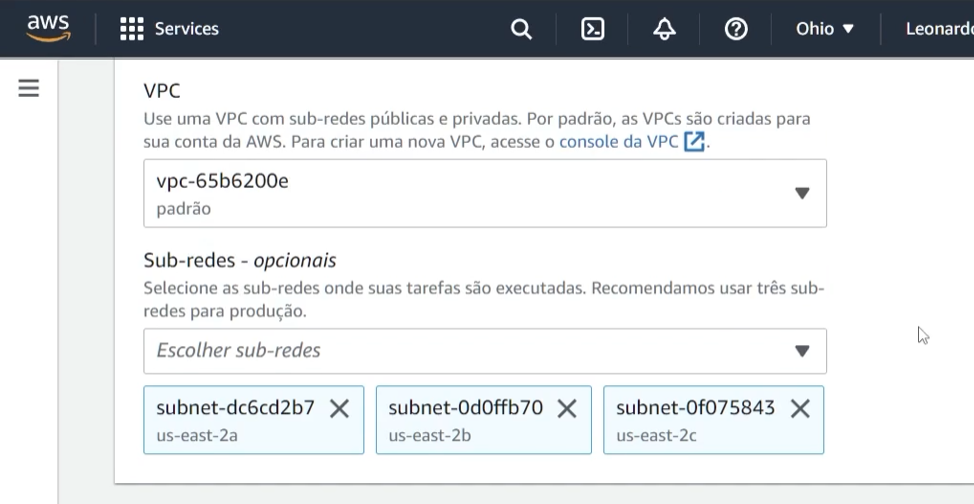 aws
Services
Ohio
Leonardo
VPC
Use uma VPC com sub-redes públicas e privadas. Por padrão, as VPCs são criadas para
sua conta da AWS. Para criar uma nova VPC, acesse o console da VPC.
vpc-65b6200e
padrão
Sub-redes - opcionais
Selecione as sub-redes onde suas tarefas são executadas. Recomendamos usar três sub-
redes para produção.
Escolher sub-redes
subnet-dc6cd2b7
us-east-2a
subnet-0d0ffb70
us-east-2b
subnet-0f075843
us-east-2c